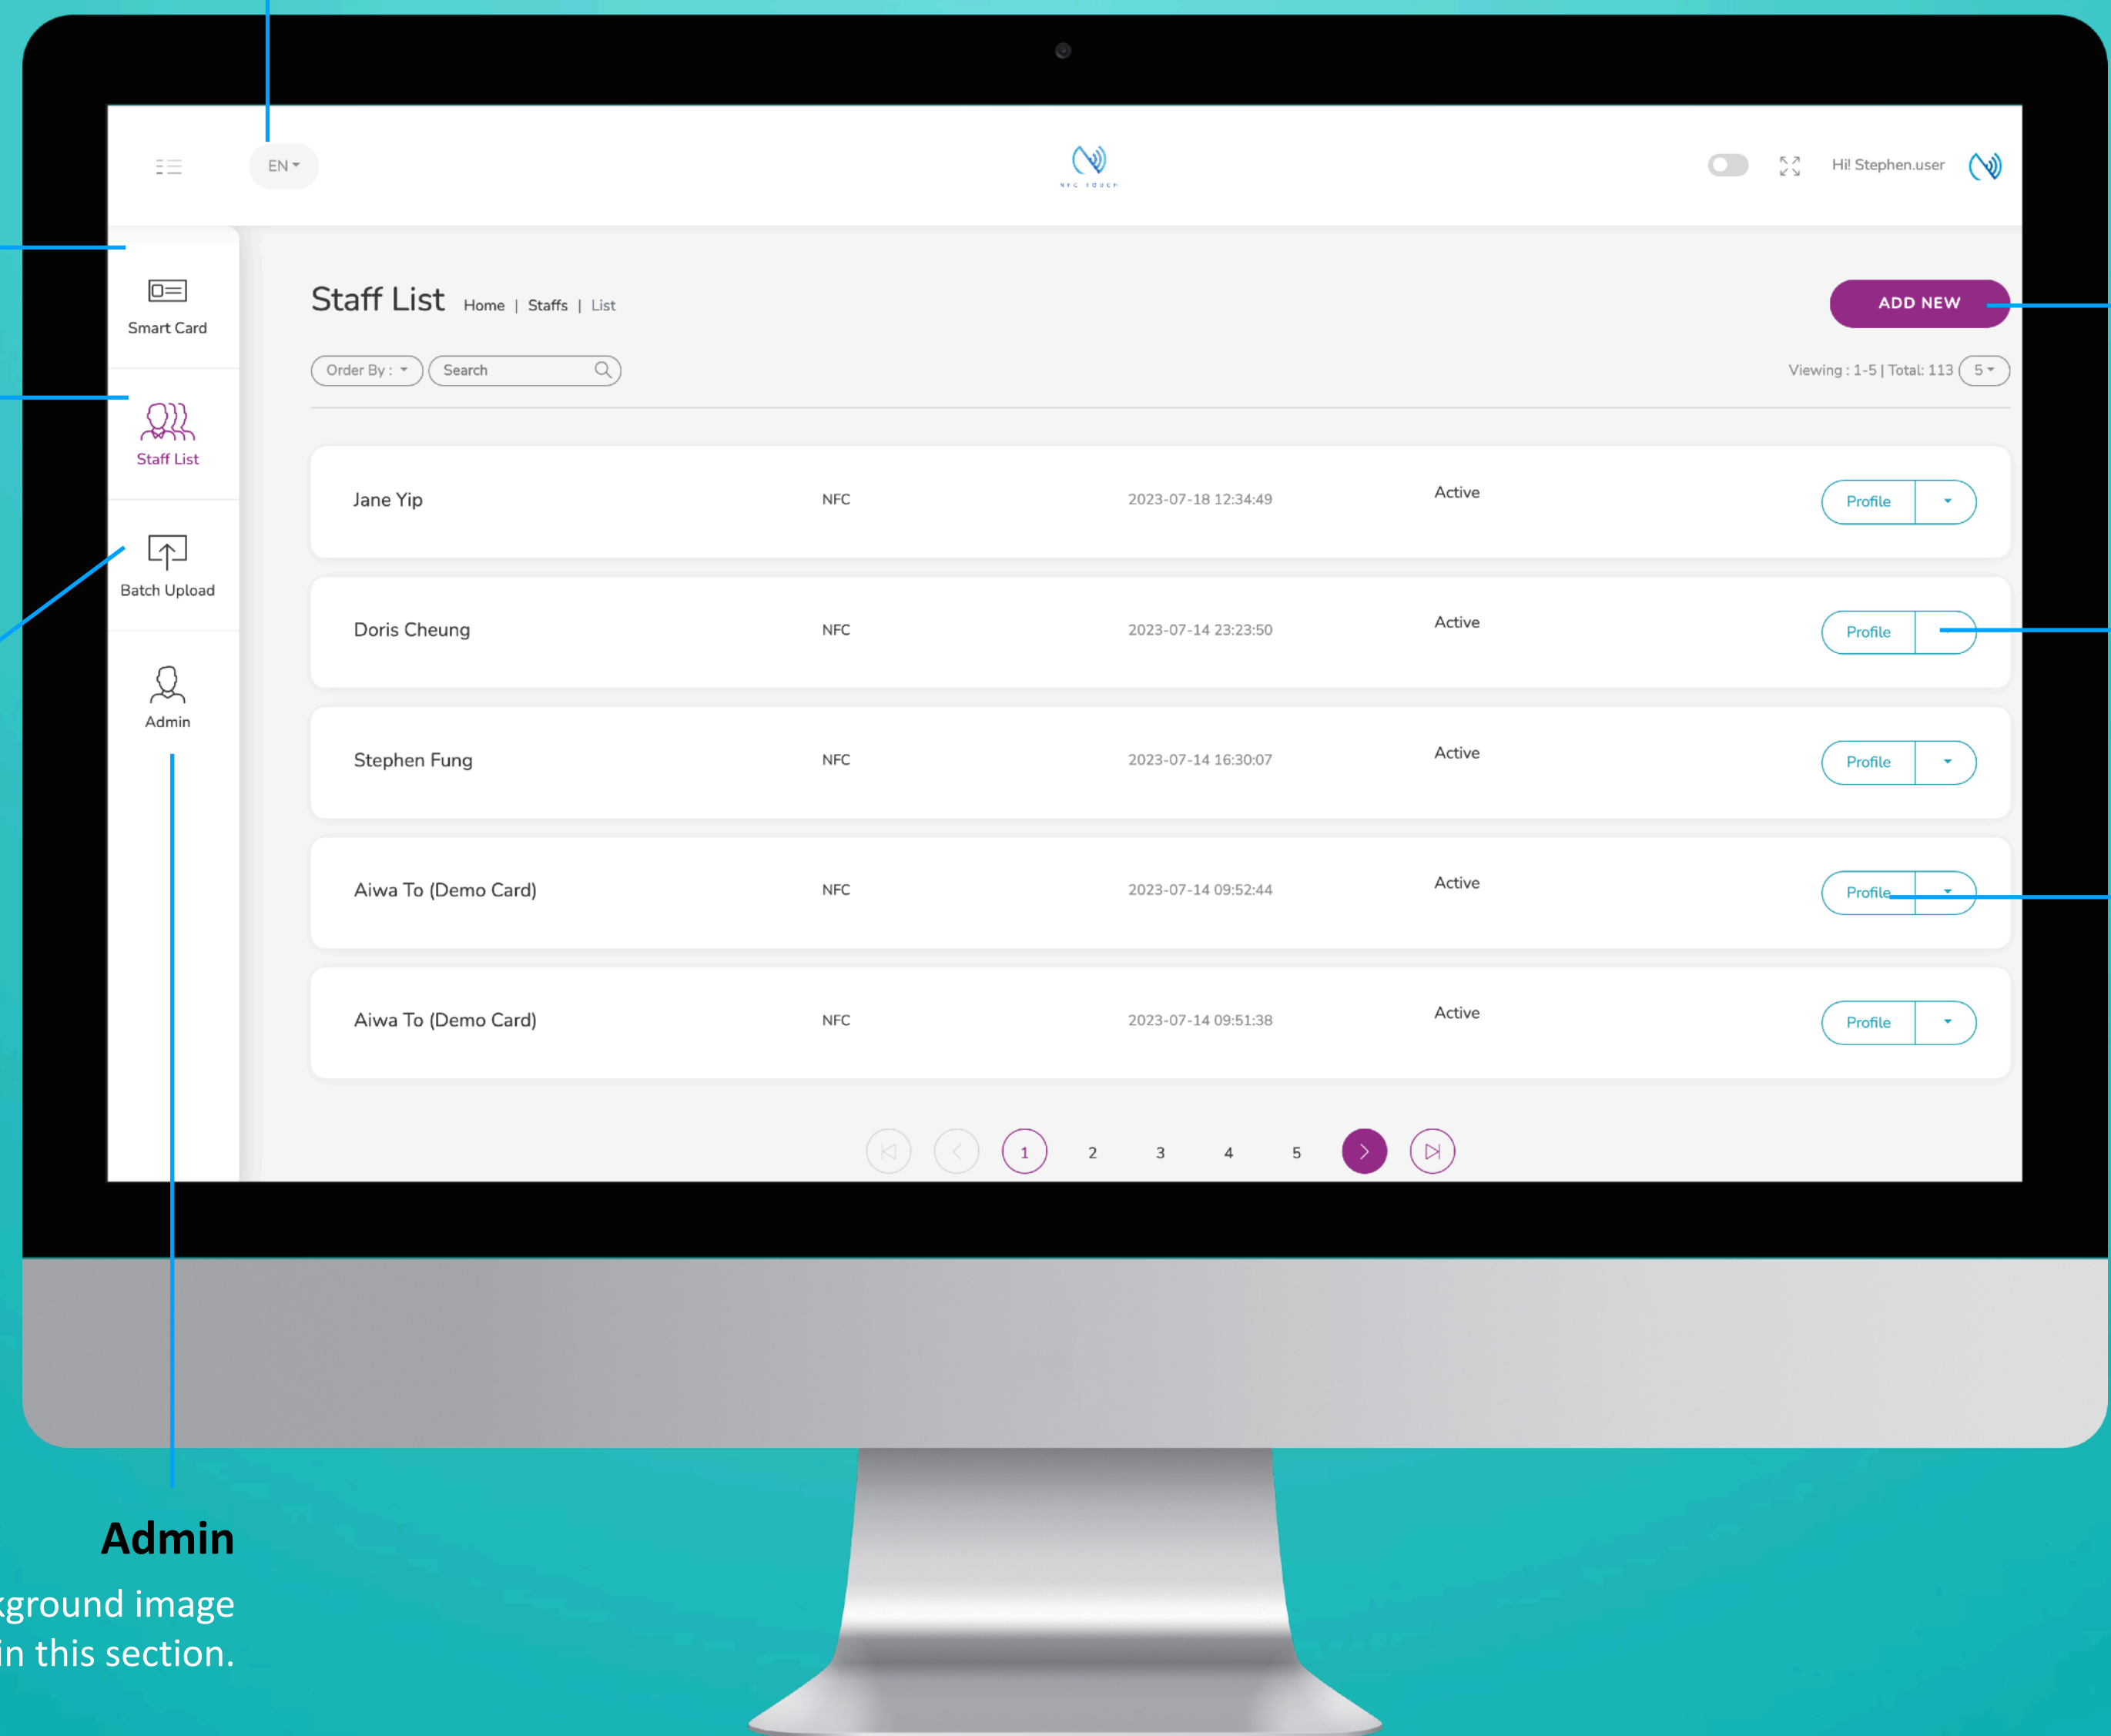 EN
NFC TOUCH
Hi! Stephen.user
Smart Card
Staff List
Batch Upload
Admin
Staff List Home | Staffs | List
ADD NEW
Order By : Search
Viewing : 1-5 | Total: 113 5
Jane Yip NFC 2023-07-18 12:34:49 Active Profile
Doris Cheung NFC 2023-07-14 23:23:50 Active Profile
Stephen Fung NFC 2023-07-14 16:30:07 Active Profile
Aiwa To (Demo Card) NFC 2023-07-14 09:52:44 Active Profile
Aiwa To (Demo Card) NFC 2023-07-14 09:51:38 Active Profile
1 2 3 4 5
Admin
image
in this section.